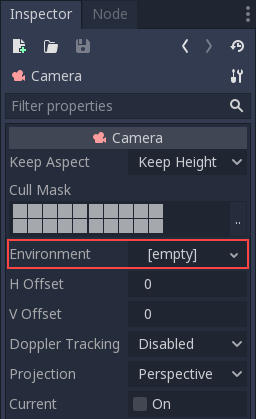 Inspector Node
Camera
Filter properties
Camera
Keep Aspect Keep Height
Cull Mask
..
Environment [empty]
H Offset 0
V Offset 0
Doppler Tracking Disabled
Projection Perspective
Current On